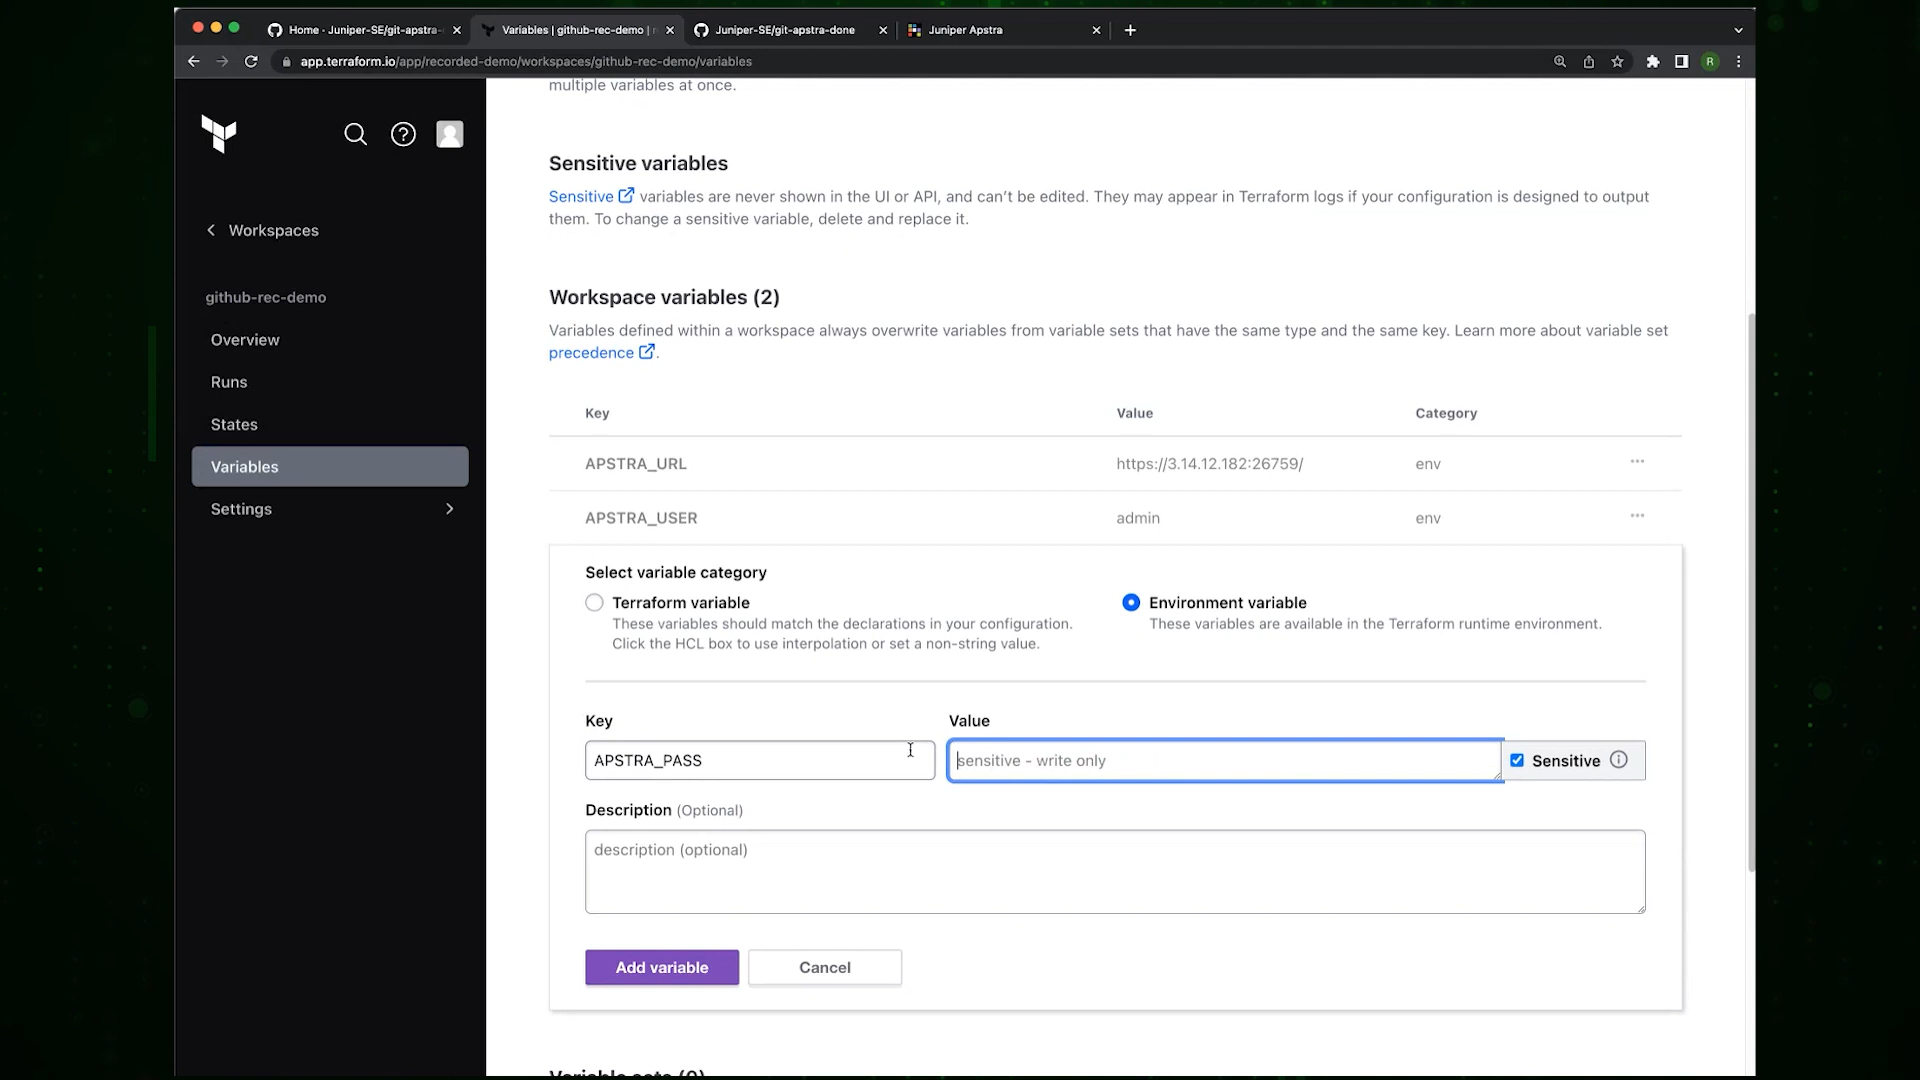 Home - Juniper-SE/git-apstra-
Variables | github-rec-demo |
Juniper-SE/git-apstra-done
Juniper Apstra
app.terraform.io/app/recorded-demo/workspaces/github-rec-demo/variables
R
multiple variables at once.
Sensitive variables
Sensitive variables are never shown in the UI or API, and can't be edited. They may appear in Terraform logs if your configuration is designed to output
them. To change a sensitive variable, delete and replace it.
Workspaces
github-rec-demo
Overview
Runs
States
Variables
Settings
Workspace variables (2)
Variables defined within a workspace always overwrite variables from variable sets that have the same type and the same key. Learn more about variable set
precedence .
Key Value Category
APSTRA_URL https://3.14.12.182:26759/ env
APSTRA_USER admin env
Select variable category
Terraform variable
These variables should match the declarations in your configuration.
Click the HCL box to use interpolation or set a non-string value.
Environment variable
These variables are available in the Terraform runtime environment.
Key Value
APSTRA_PASS sensitive - write only Sensitive
Description (Optional)
description (optional)
Add variable Cancel
Variable sets (0)